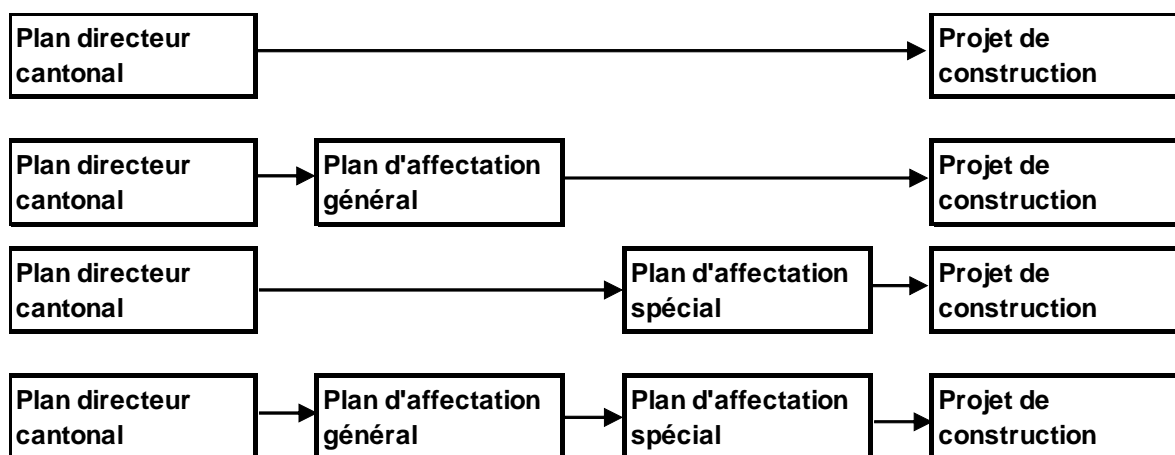 Plan directeur
cantonal
Projet de
construction
Plan directeur
cantonal
Plan d'affectation
général
Projet de
construction
Plan directeur
cantonal
Plan d'affectation
spécial
Projet de
construction
Plan directeur
cantonal
Plan d'affectation
général
Plan d'affectation
spécial
Projet de
construction